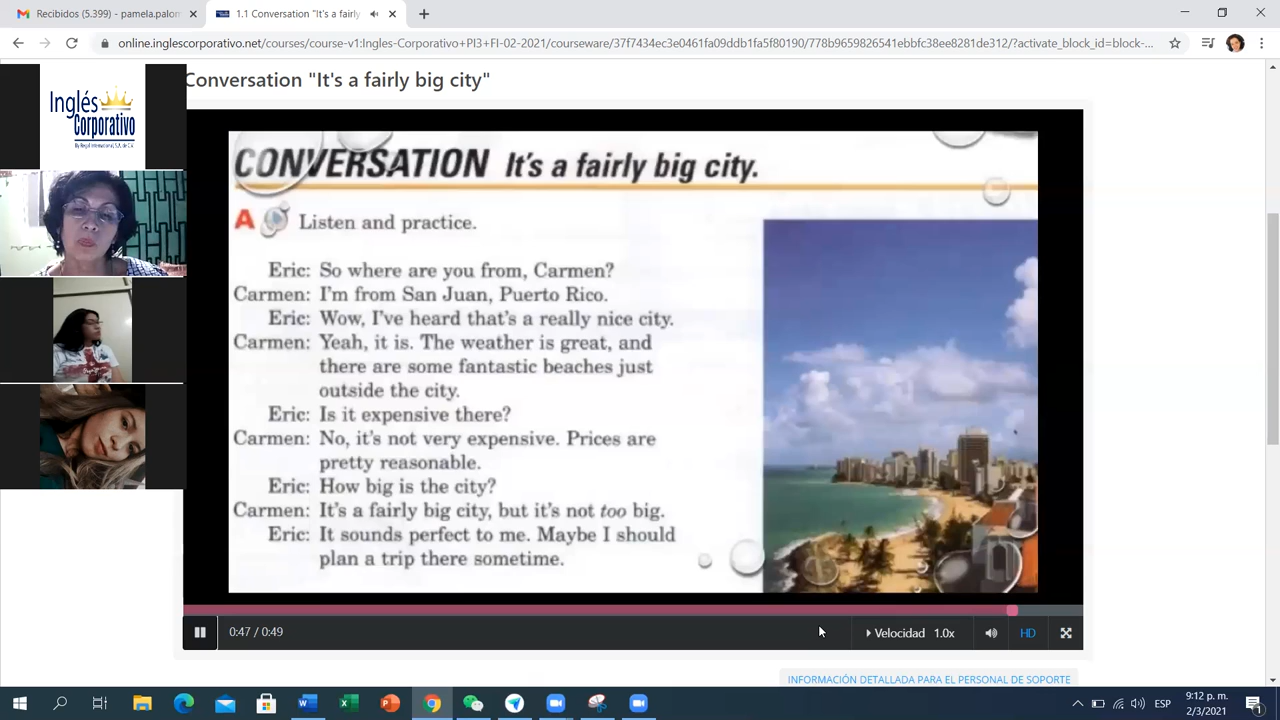 Recibidos (5.399) - pamela.palom
1.1 Conversation "It's a fairly
online.inglescorporativo.net/courses/course-v1:Ingles-Corporativo+PI3+FI-02-2021/courseware/37f7434ec3e0461fa09ddb1fa5f80190/778b9659826541ebbfc38ee8281de312/?activate_block_id=block-...
Conversation "It's a fairly big city"
Inglés
Corporativo
CONVERSATION It's a fairly big city.
A Listen and practice.
Eric: So where are you from, Carmen?
Carmen: I'm from San Juan, Puerto Rico.
Eric: Wow, I've heard that's a really nice city.
Carmen: Yeah, it is. The weather is great, and
there are some fantastic beaches just
outside the city.
Eric: Is it expensive there?
Carmen: No, it's not very expensive. Prices are
pretty reasonable.
Eric: How big is the city?
Carmen: It's a fairly big city, but it's not too big.
Eric: It sounds perfect to me. Maybe I should
plan a trip there sometime.
0:47 / 0:49
Velocidad 1.0x
HD
INFORMACIÓN DETALLADA PARA EL PERSONAL DE SOPORTE
ESP
9:12 p. m.
2/3/2021